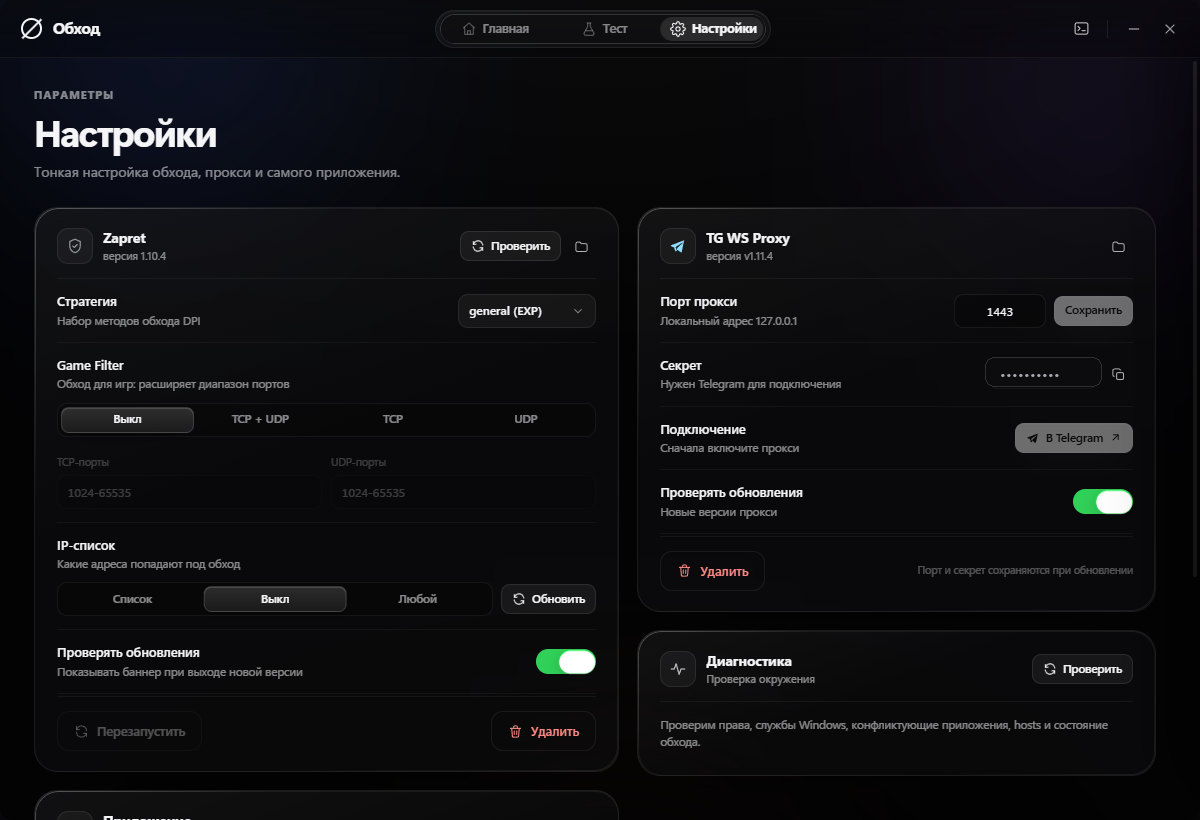 Обход
Главная
Тест
Настройки
ПАРАМЕТРЫ
Настройки
Тонкая настройка обхода, прокси и самого приложения.
Zapret
версия 1.10.4
Проверить
Стратегия
Набор методов обхода DPI
general (EXP)
Game Filter
Обход для игр: расширяет диапазон портов
Выкл
TCP + UDP
TCP
UDP
TCP-порты
UDP-порты
1024-65535
1024-65535
IP-список
Какие адреса попадают под обход
Список
Выкл
Любой
Обновить
Проверять обновления
Показывать баннер при выходе новой версии
Перезапустить
Удалить
TG WS Proxy
версия v1.11.4
Порт прокси
Локальный адрес 127.0.0.1
1443
Сохранить
Секрет
Нужен Telegram для подключения
••••••••••
Подключение
Сначала включите прокси
В Telegram
Проверять обновления
Новые версии прокси
Удалить
Порт и секрет сохраняются при обновлении
Диагностика
Проверка окружения
Проверить
Проверим права, службы Windows, конфликтующие приложения, hosts и состояние
обхода.
Приложение